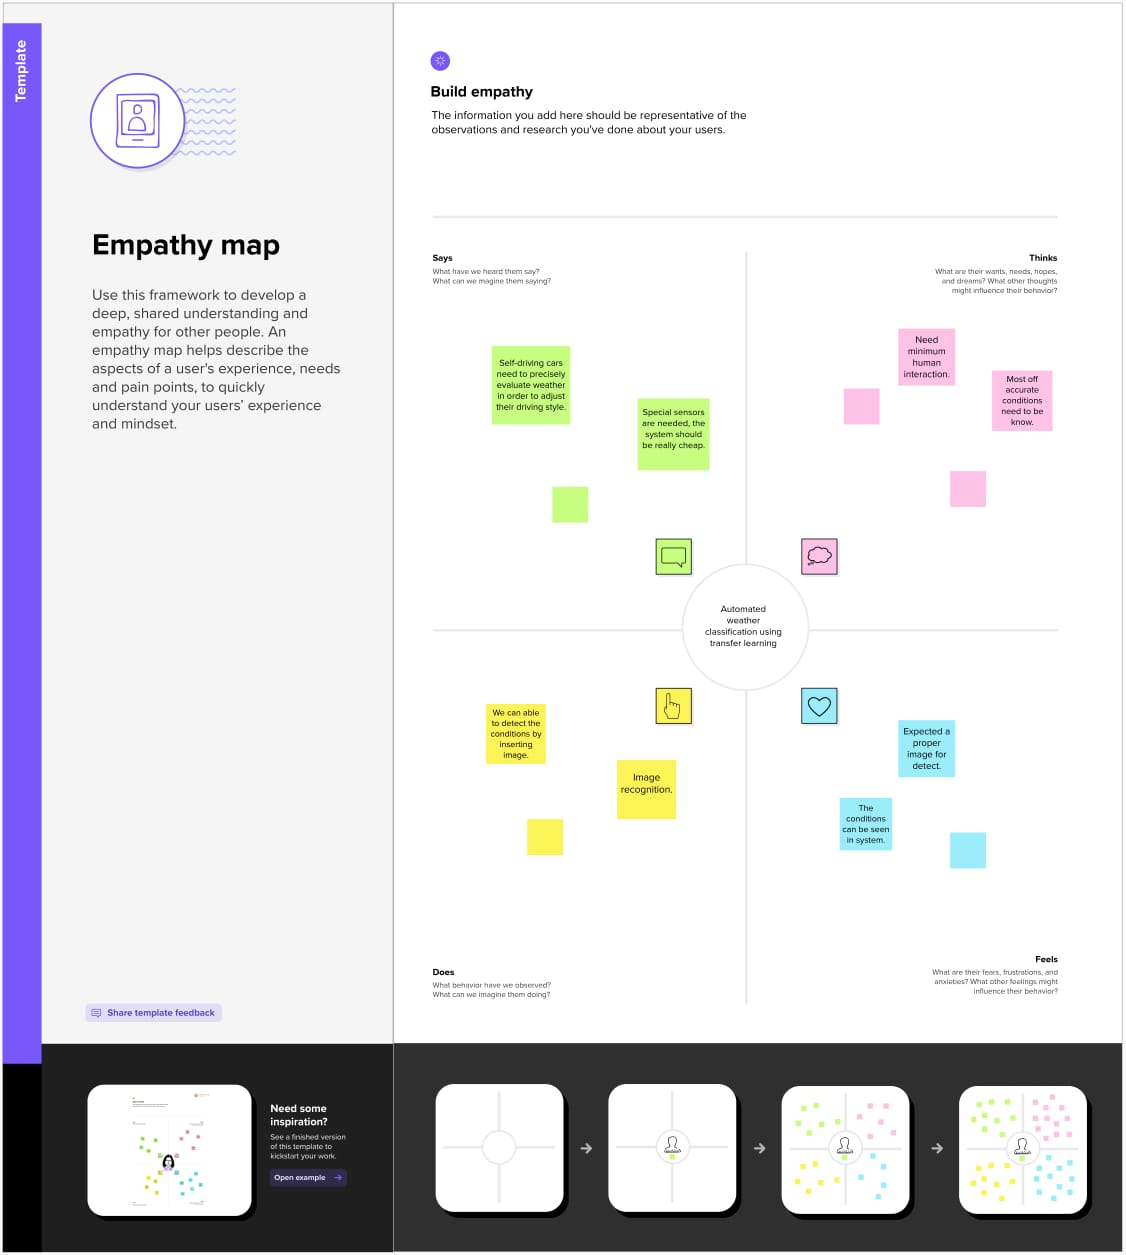 Template
Empathy map
Use this framework to develop a
deep, shared understanding and
empathy for other people. An
empathy map helps describe the
aspects of a user's experience, needs
and pain points, to quickly
understand your users’ experience
and mindset.
Share template feedback
Build empathy
The information you add here should be representative of the
observations and research you've done about your users.
Says
What have we heard them say?
What can we magine them saying?
Thinks
What are their wants, needs, hopes,
and dreams? What other thoughts
might influence their behavior?
Self-driving cars
need to precisely
evaluate weather
in order to adjust
their driving style.
Special sensors
are needed, the
system should
be really cheap.
Need
minimum
human
interaction.
Most off
accurate
conditions
need to be
know.
Automated
weather
classification using
transfer learning
We can able
to detect the
conditions by
inserting
image.
Image
recognition.
Expected a
proper
image for
detect.
The
conditions
can be seen
in system.
Does
What behavior have we observed?
What can we imagine them doing?
Feels
What are their fears, frustrations, and
anxieties? What other feelings might
influence their behavior?
Need some
inspiration?
See a finished version
of this template to
kickstart your work.
Open example